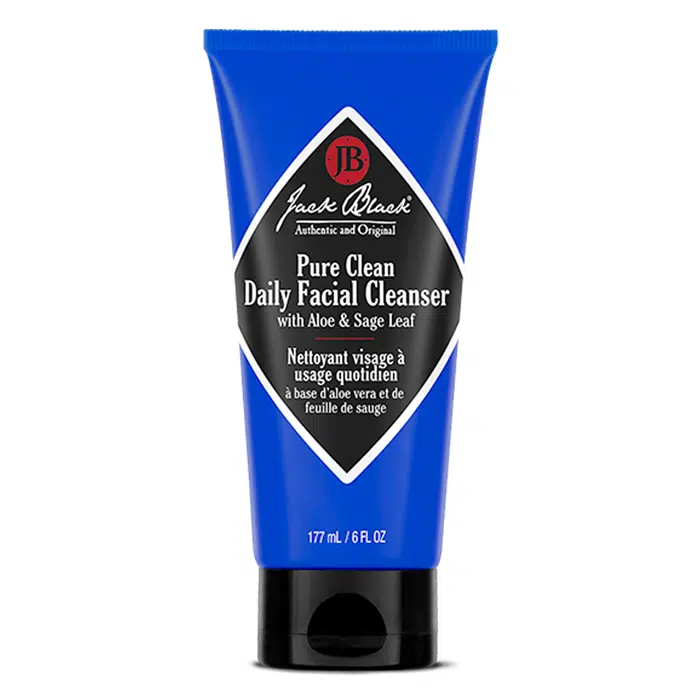 JB
Jack Black®
Authentic and Original
Pure Clean
Daily Facial Cleanser
with Aloe & Sage Leaf
Nettoyant visage à
usage quotidien
à base d'aloe vera et de
feuille de sauge
177 mL / 6 FL OZ